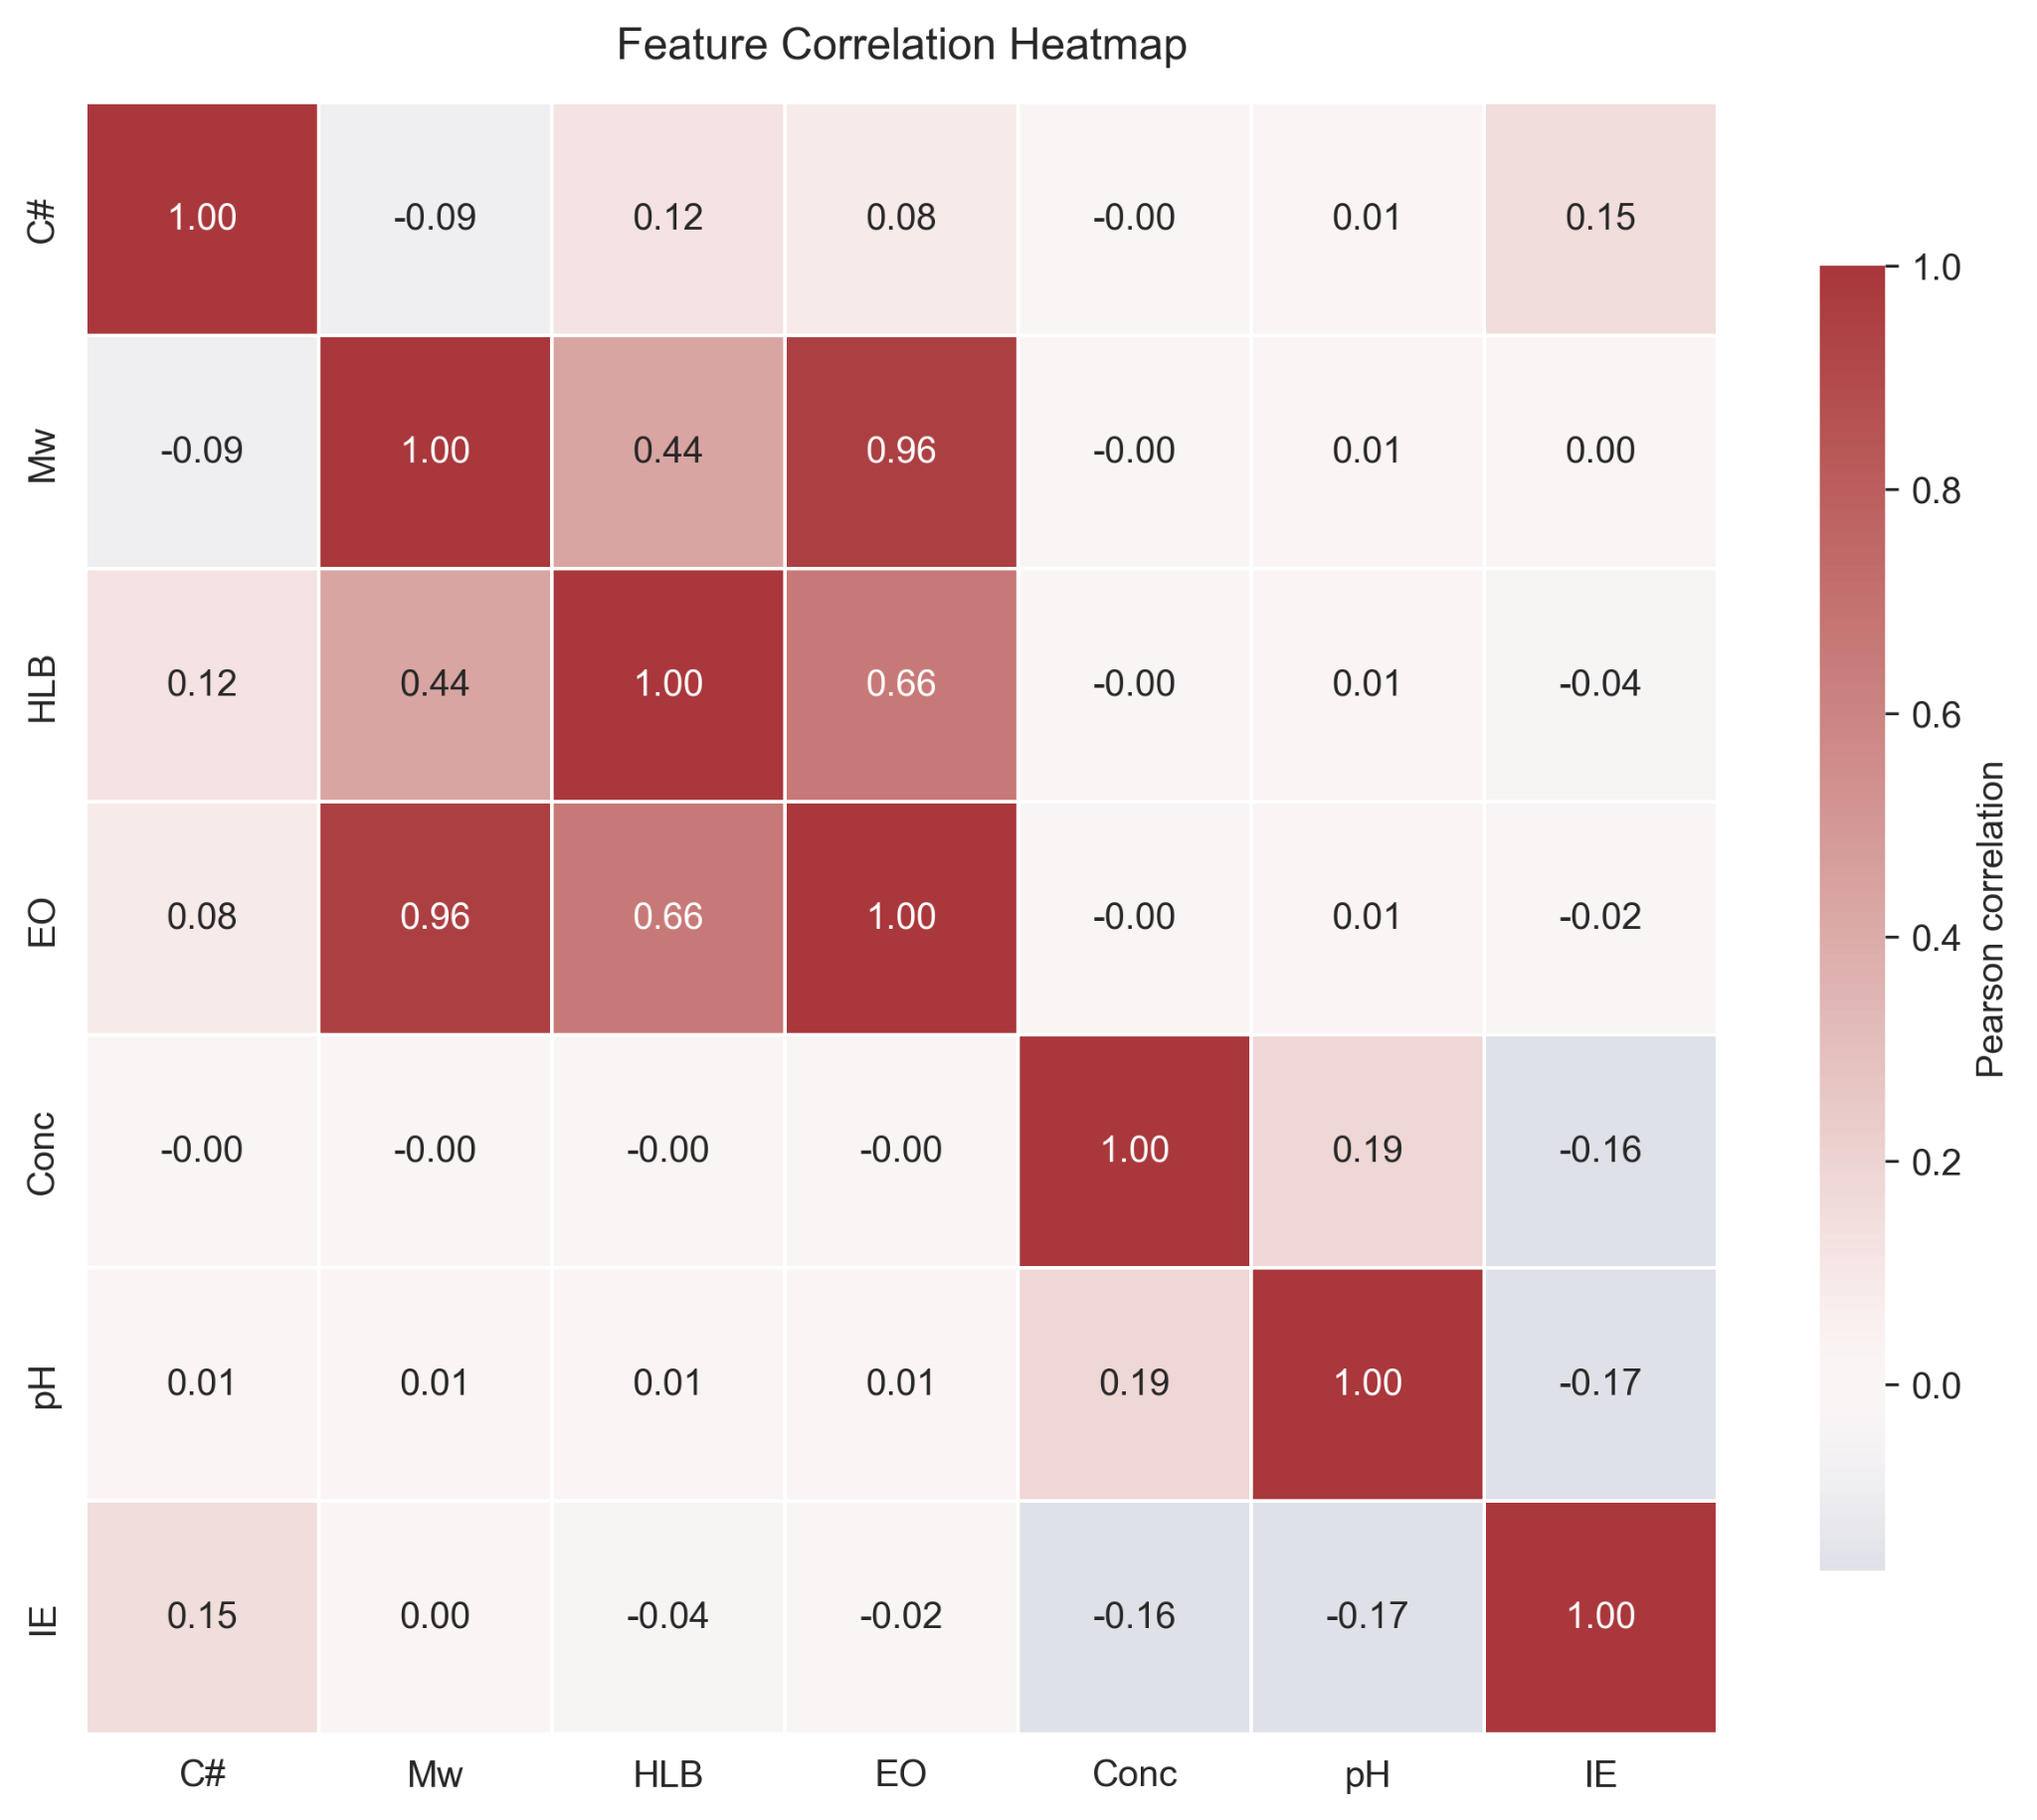 Feature Correlation Heatmap
C# 1.00 -0.09 0.12 0.08 -0.00 0.01 0.15
Mw -0.09 1.00 0.44 0.96 -0.00 0.01 0.00
HLB 0.12 0.44 1.00 0.66 -0.00 0.01 -0.04
EO 0.08 0.96 0.66 1.00 -0.00 0.01 -0.02
Conc -0.00 -0.00 -0.00 -0.00 1.00 0.19 -0.16
pH 0.01 0.01 0.01 0.01 0.19 1.00 -0.17
IE 0.15 0.00 -0.04 -0.02 -0.16 -0.17 1.00
C# Mw HLB EO Conc pH IE
1.0
0.8
0.6
0.4
0.2
0.0
Pearson correlation